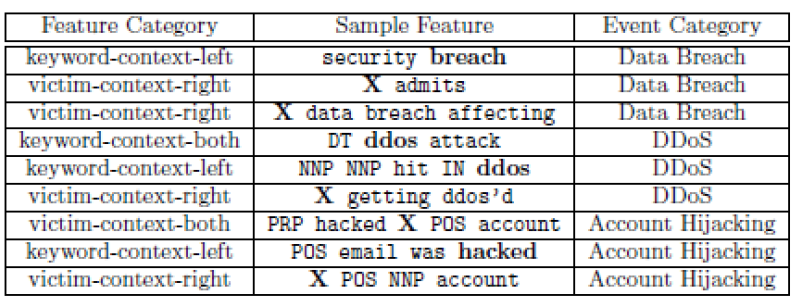 Feature Category Sample Feature Event Category
keyword-context-left security breach Data Breach
victim-context-right X admits Data Breach
victim-context-right X data breach affecting Data Breach
keyword-context-both DT ddos attack DDoS
keyword-context-left NNP NNP hit IN ddos DDoS
victim-context-right X getting ddos'd DDoS
victim-context-both PRP hacked X POS account Account Hijacking
keyword-context-left POS email was hacked Account Hijacking
victim-context-right X POS NNP account Account Hijacking